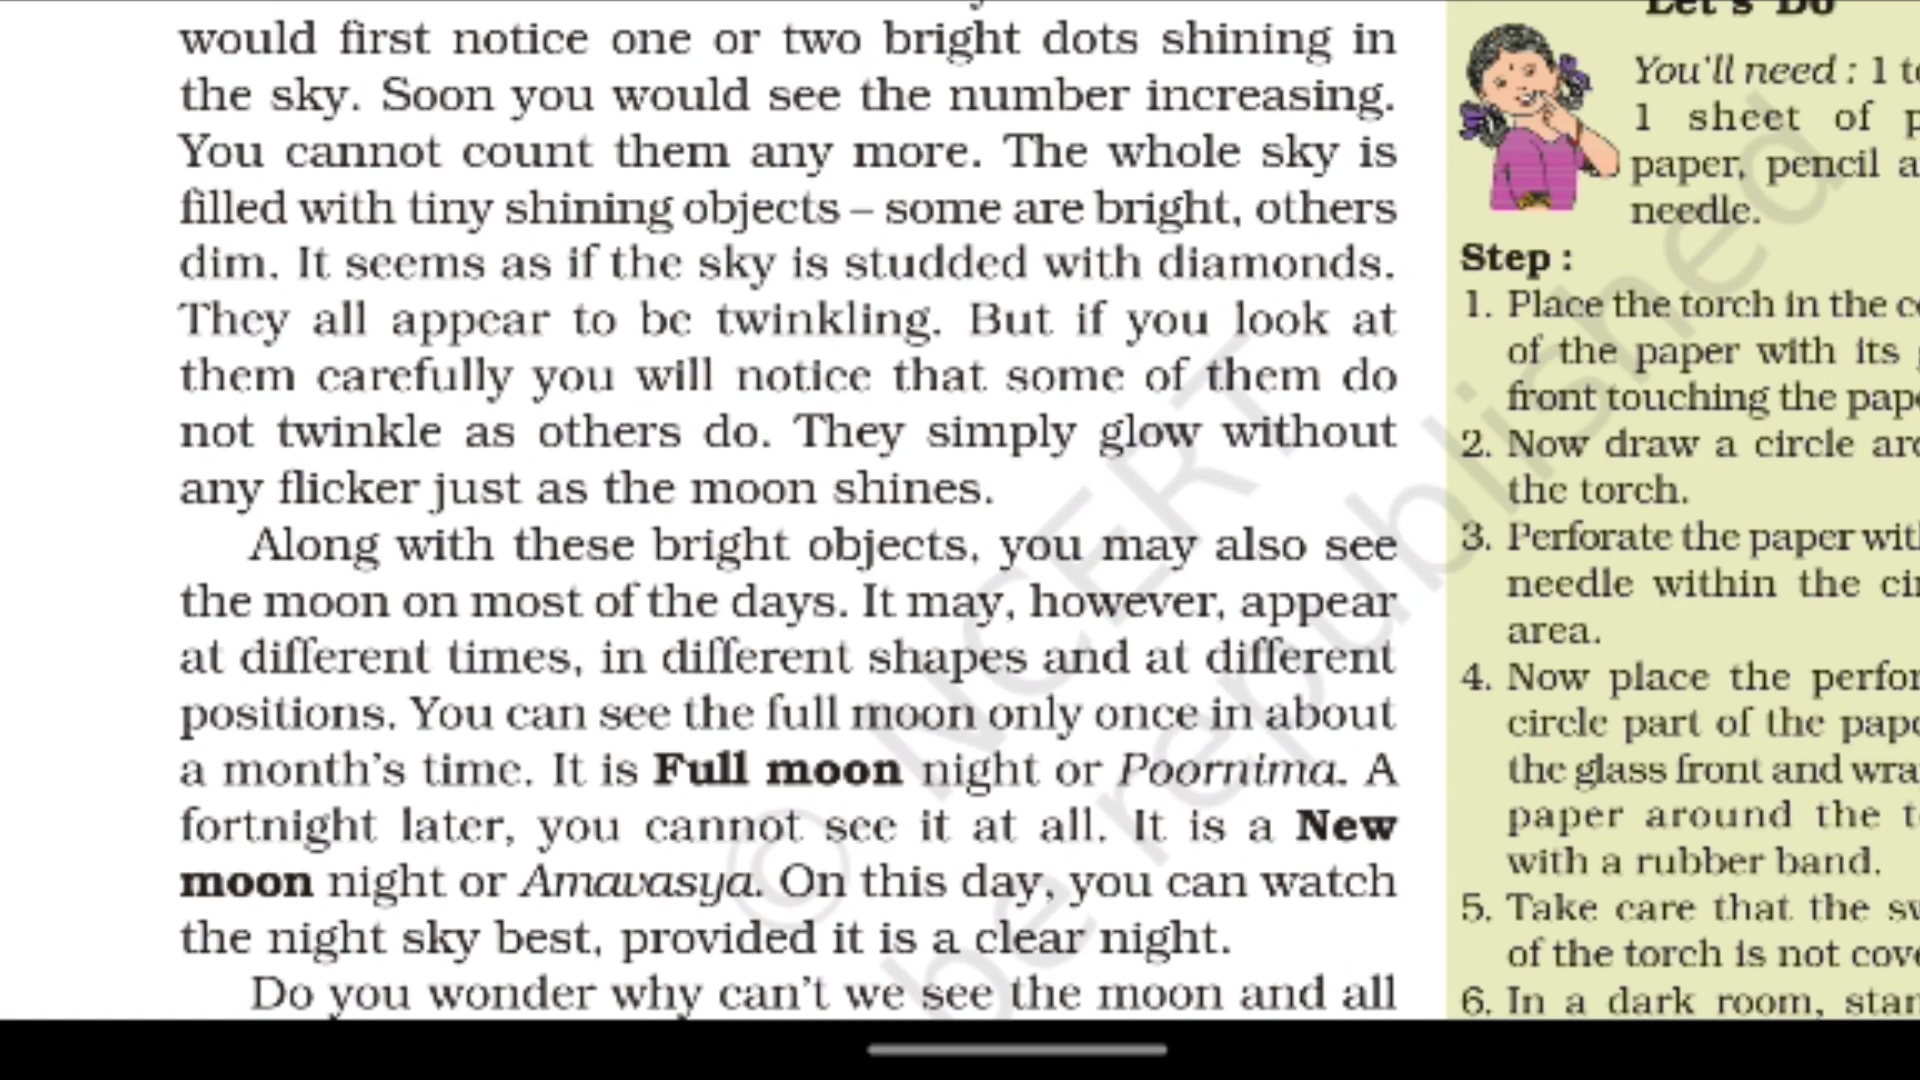 would first notice one or two bright dots shining in
the sky. Soon you would see the number increasing.
You cannot count them any more. The whole sky is
filled with tiny shining objects – some are bright, others
dim. It seems as if the sky is studded with diamonds.
They all appear to be twinkling. But if you look at
them carefully you will notice that some of them do
not twinkle as others do. They simply glow without
any flicker just as the moon shines.
Along with these bright objects, you may also see
the moon on most of the days. It may, however, appear
at different times, in different shapes and at different
positions. You can see the full moon only once in about
a month's time. It is Full moon night or Poornima. A
fortnight later, you cannot see it at all. It is a New
moon night or Amavasya. On this day, you can watch
the night sky best, provided it is a clear night.
Do you wonder why can't we see the moon and all
Let's Do
You'll need : 1
1 sheet of
paper, pencil
needle.
Step :
1. Place the torch in the
of the paper with its
front touching the
2. Now draw a circle
the torch.
3. Perforate the paper
needle within the
area.
4. Now place the
circle part of the
the glass front and
paper around the
with a rubber band.
5. Take care that the
of the torch is not
6. In a dark room,
© NCERT
be republished